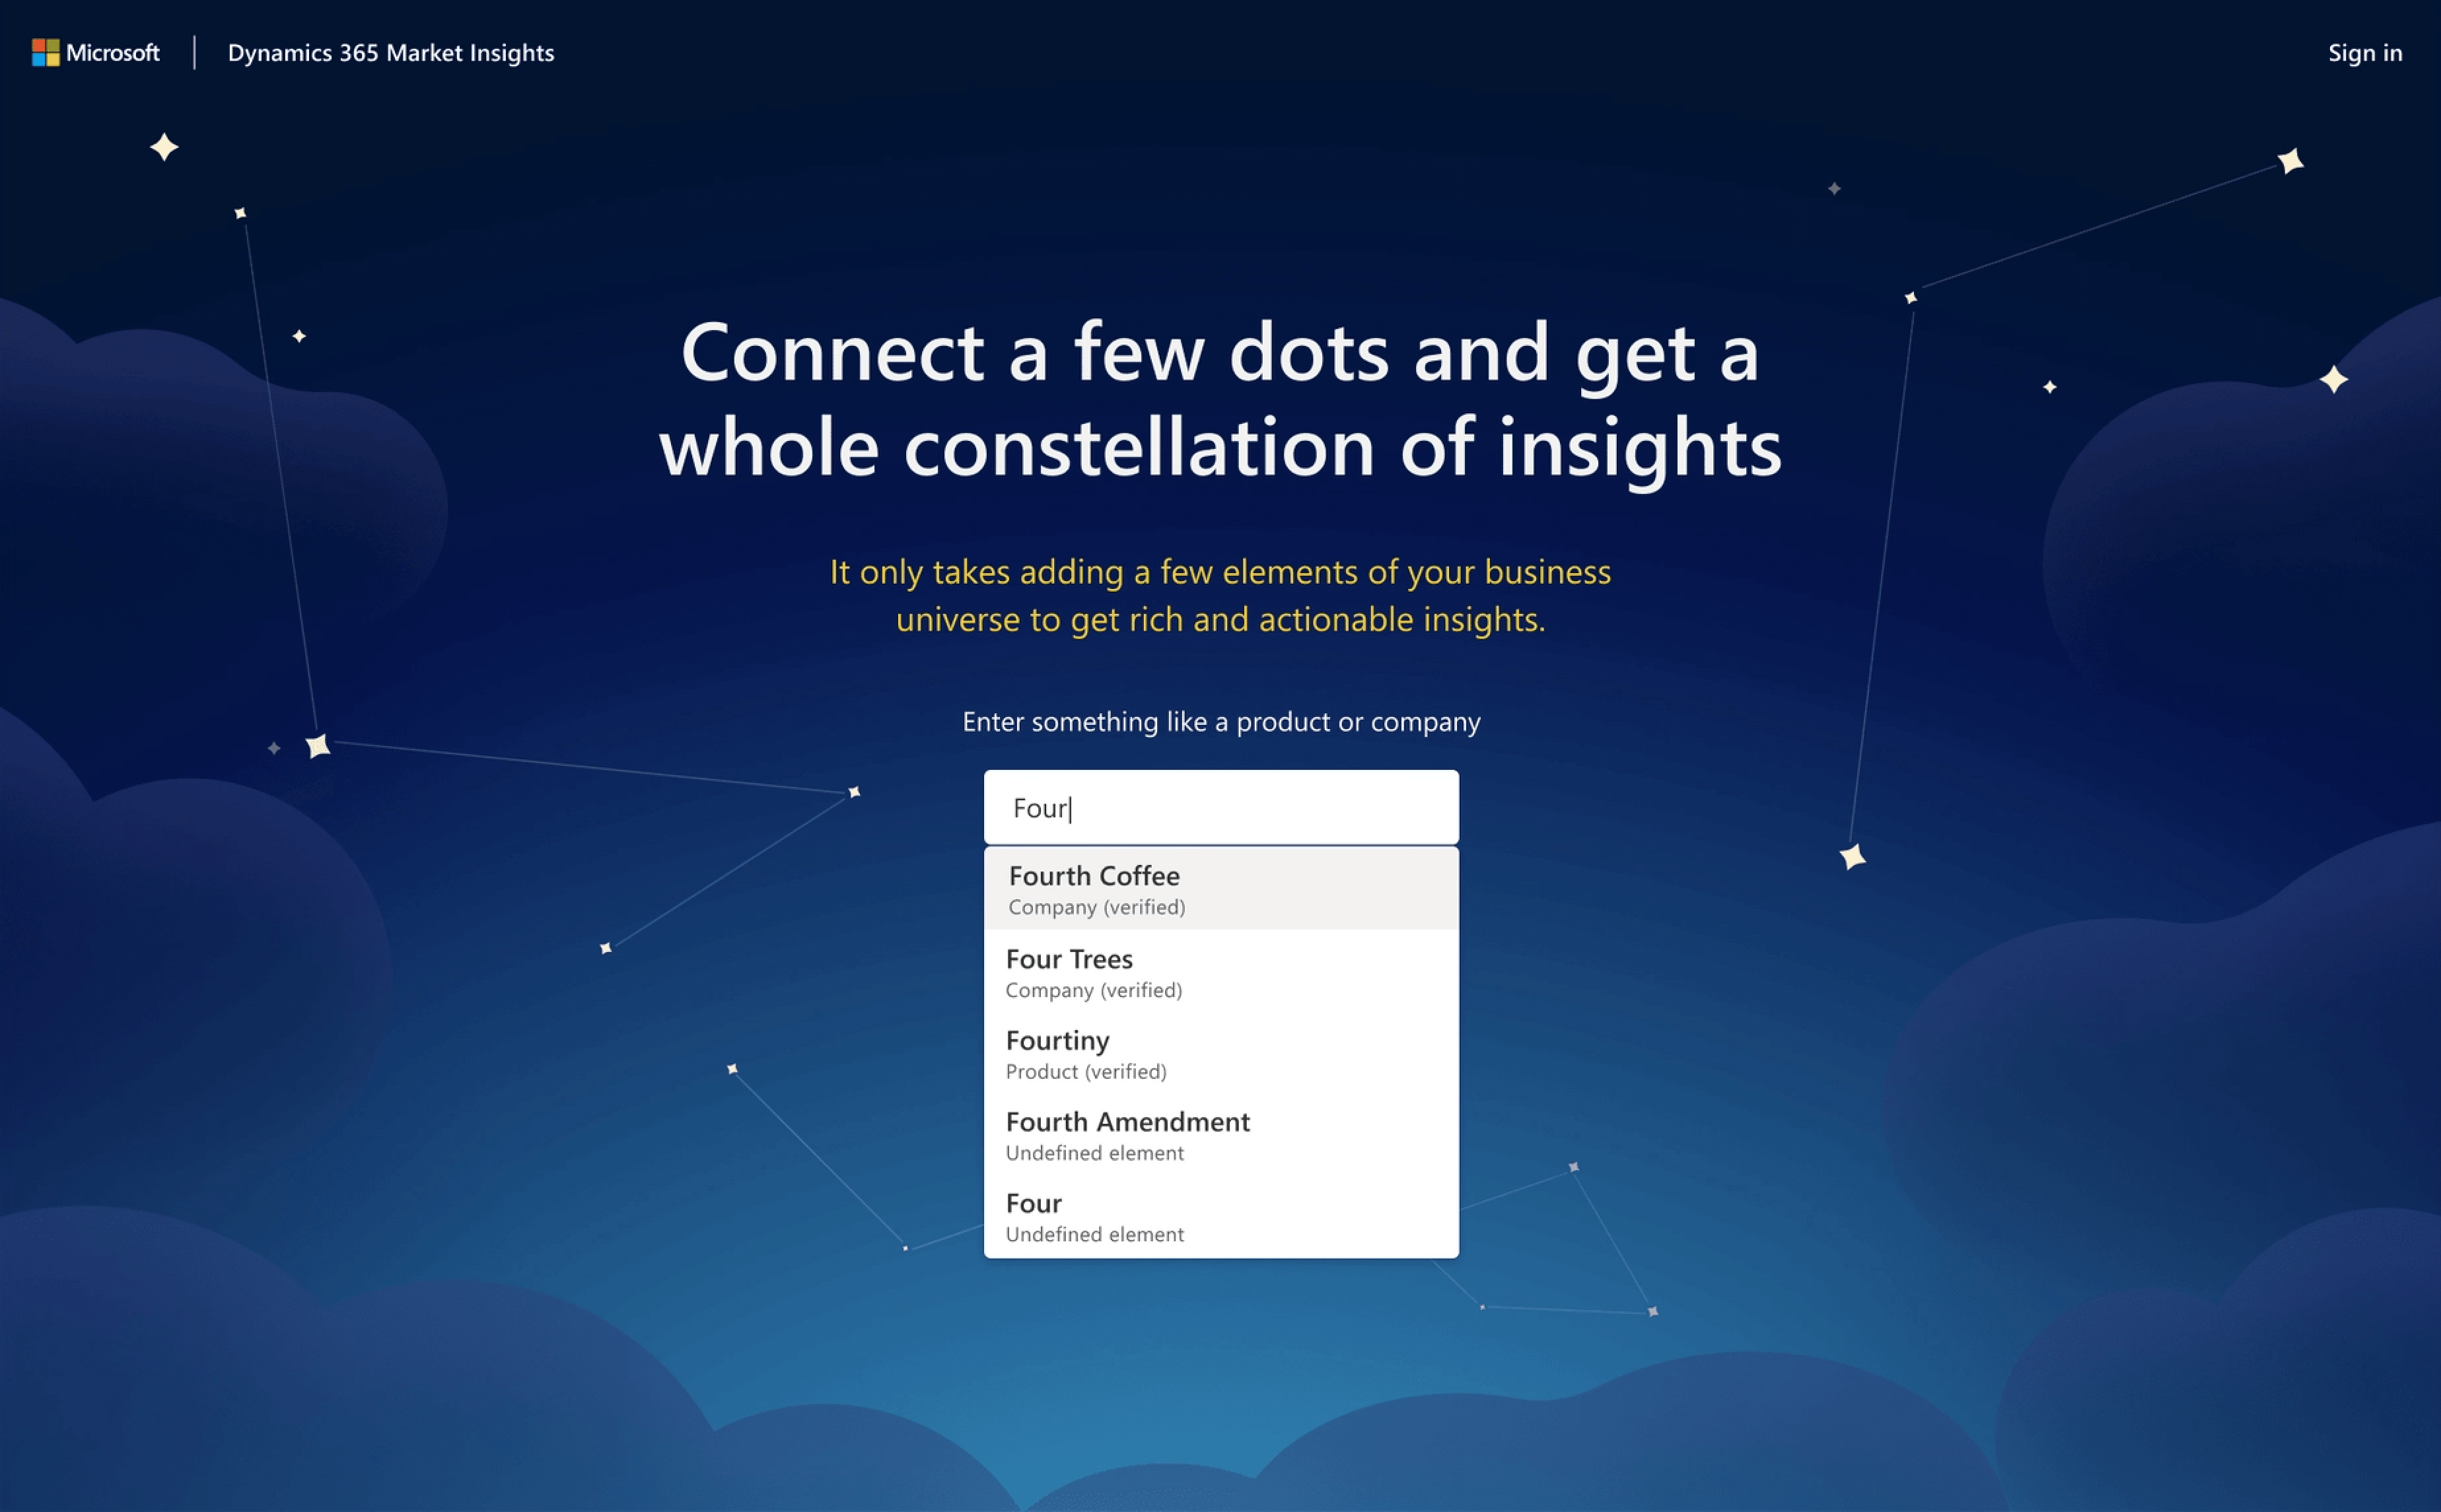 Microsoft
Dynamics 365 Market Insights
Sign in
Connect a few dots and get a
whole constellation of insights
It only takes adding a few elements of your business
universe to get rich and actionable insights.
Enter something like a product or company
Four
Fourth Coffee
Company (verified)
Four Trees
Company (verified)
Fourtiny
Product (verified)
Fourth Amendment
Undefined element
Four
Undefined element